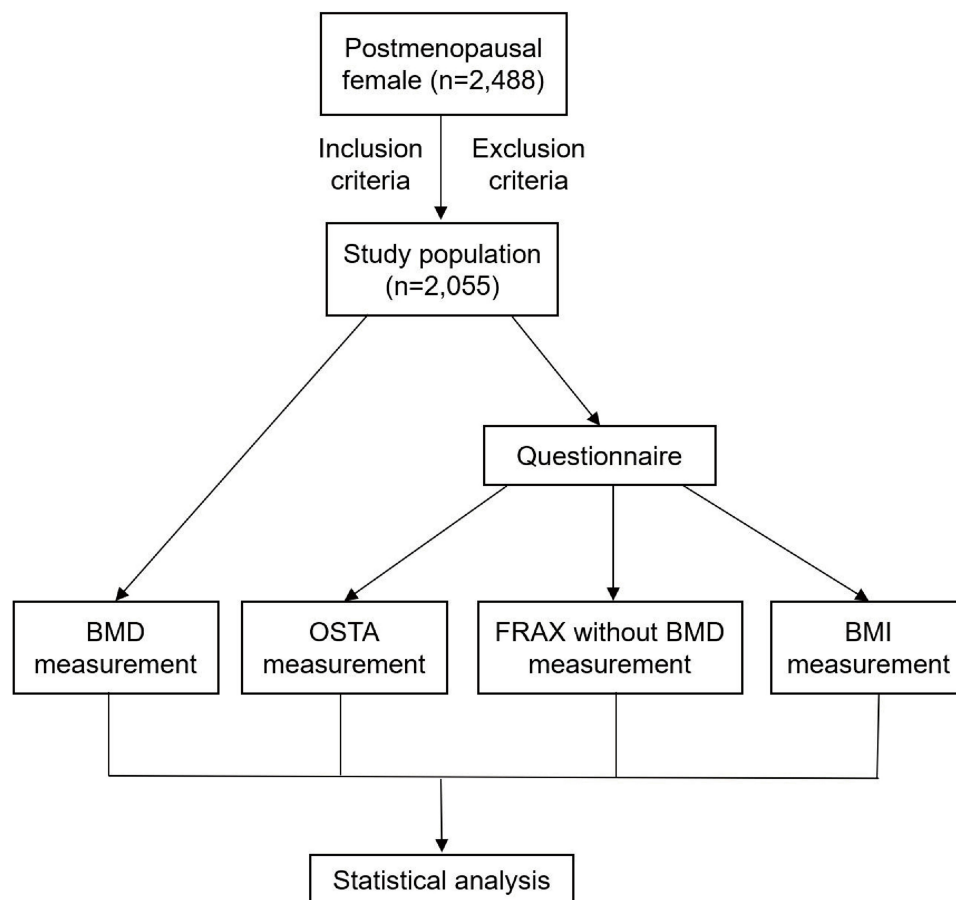 Postmenopausal
female (n=2,488)
Inclusion
criteria
Exclusion
criteria
Study population
(n=2,055)
Questionnaire
BMD
measurement
OSTA
measurement
FRAX without BMD
measurement
BMI
measurement
Statistical analysis